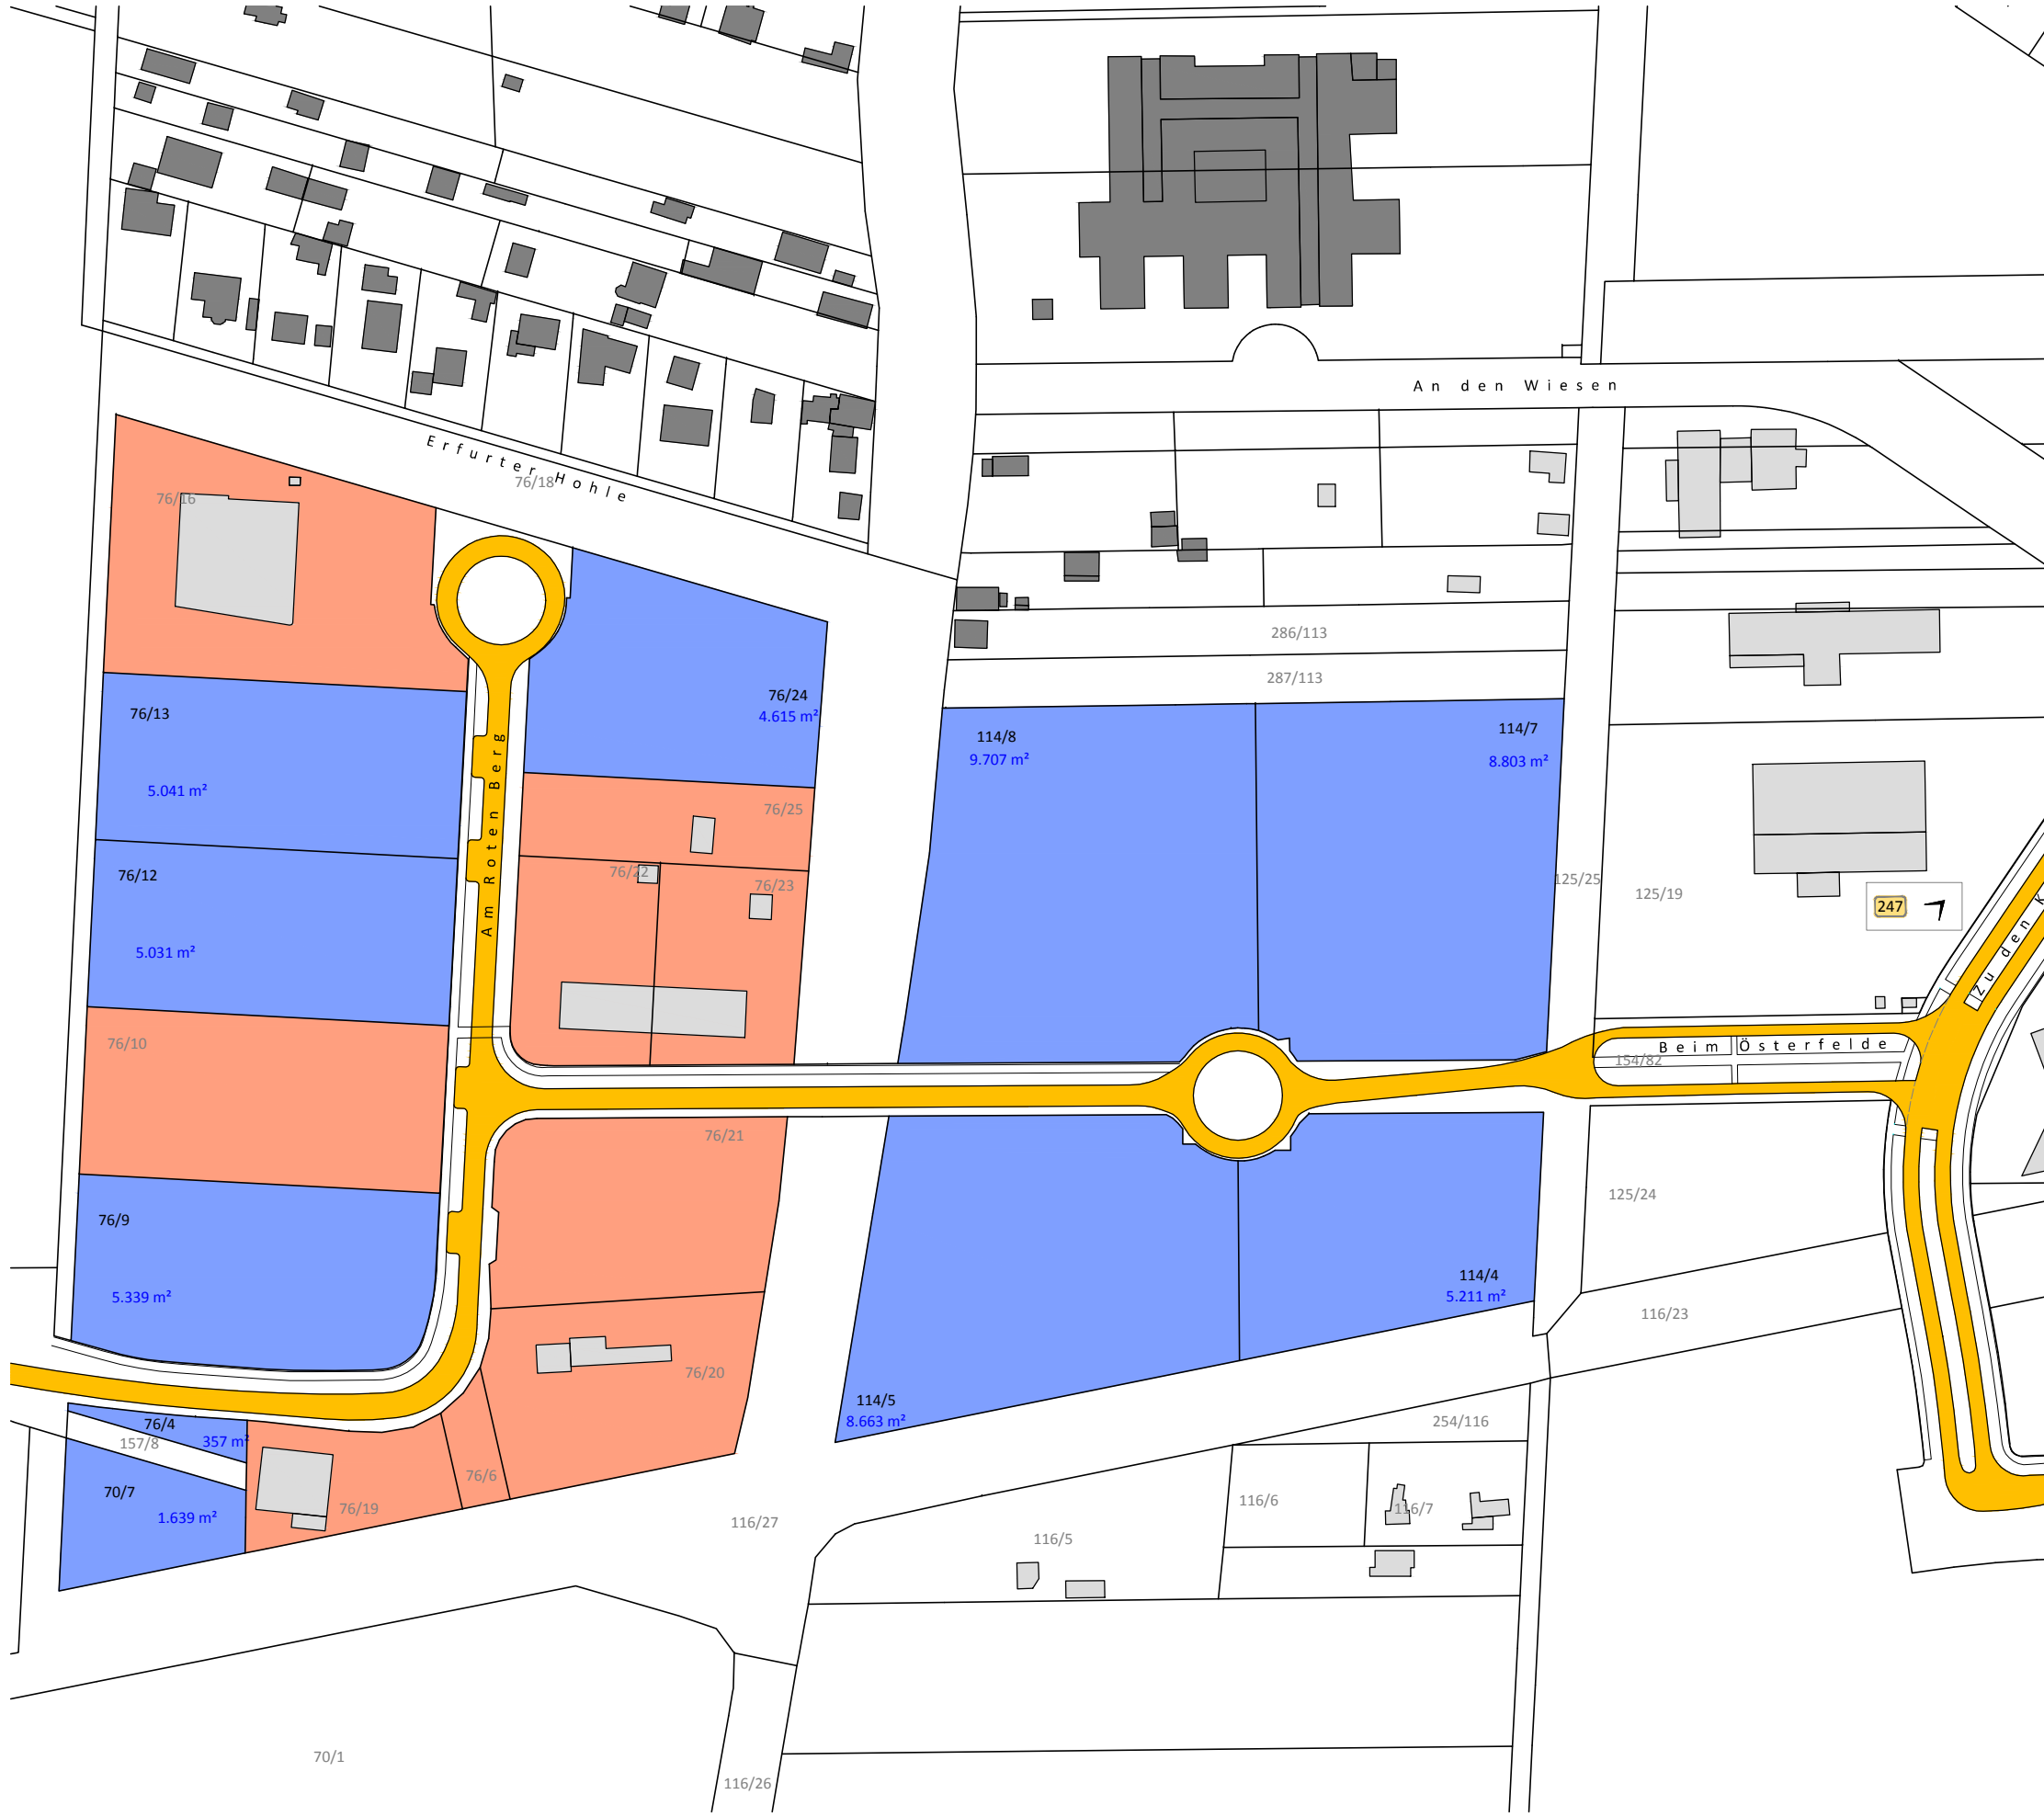 An den Wiesen
Erfurter Hohle
76/18
76/16
286/113
287/113
76/24
4.615 m²
76/13
5.041 m²
114/8
9.707 m²
114/7
8.803 m²
Am Roten Berg
76/25
76/22
76/23
76/12
5.031 m²
125/25
125/19
247
Zu den
76/10
Beim Österfelde
154/82
76/21
76/9
5.339 m²
125/24
114/4
5.211 m²
116/23
76/20
114/5
8.663 m²
76/4
357 m²
157/8
254/116
70/7
1.639 m²
76/6
76/19
116/27
116/5
116/6
116/7
70/1
116/26